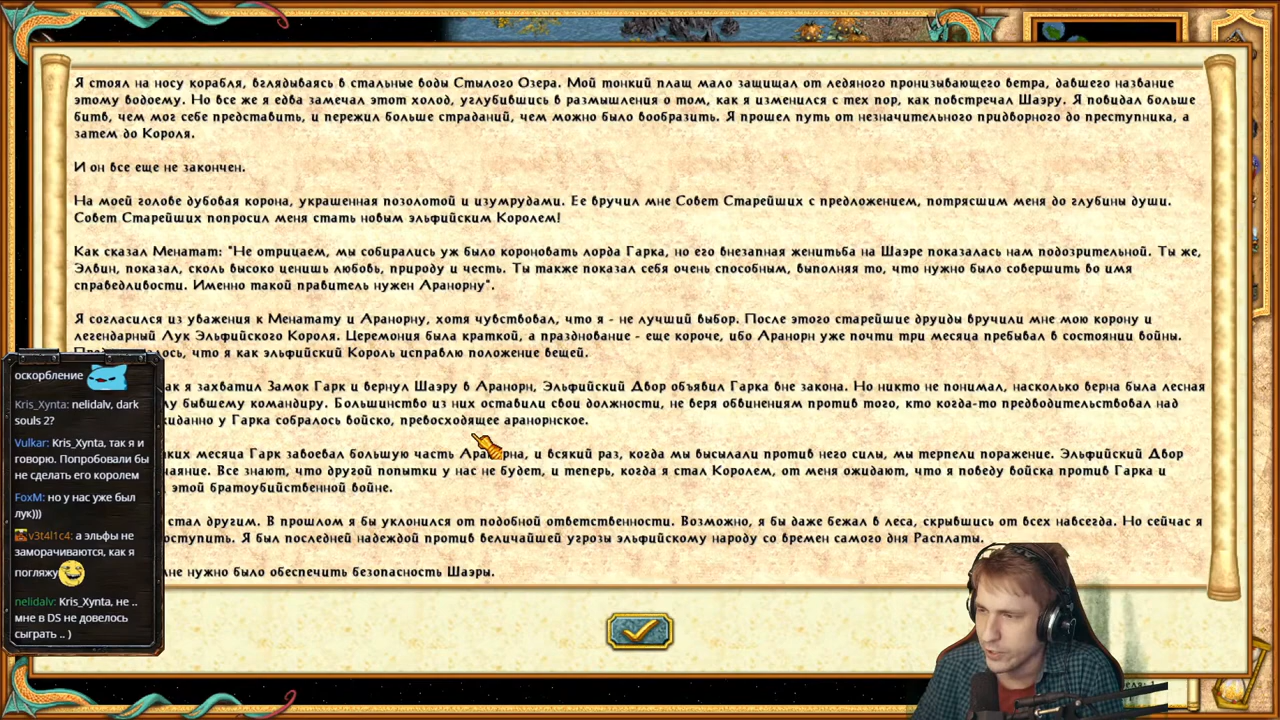 Я стоял на носу корабля, вглядываясь в стальные воды Стылого Озера. Мой тонкий плащ мало защищал от ледяного пронизывающего ветра, давшего название
этому водоему. Но все же я едва замечал этот холод, углубившись в размышления о том, как я изменился с тех пор, как повстречал Шаэру. Я повидал больше
битв, чем мог себе представить, и пережил больше страданий, чем можно было вообразить. Я прошел путь от незначительного придворного до преступника, а
затем до Короля.
И он все еще не закончен.
На моей голове дубовая корона, украшенная позолотой и изумрудами. Ее вручил мне Совет Старейших с предложением, потрясшим меня до глубины души.
Совет Старейших попросил меня стать новым эльфийским Королем!
Как сказал Менатат: "Не отрицаем, мы собирались уж было короновать лорда Гарка, но его внезапная женитьба на Шаэре показалась нам подозрительной. Ты же,
Элвин, показал, сколь высоко ценишь любовь, природу и честь. Ты также показал себя очень способным, выполняя то, что нужно было совершить во имя
справедливости. Именно такой правитель нужен Аранорну".
Я согласился из уважения к Менатату и Аранорну, хотя чувствовал, что я - не лучший выбор. После этого старейшие друиды вручили мне мою корону и
легендарный Лук Эльфийского Короля. Церемония была краткой, а празднование - еще короче, ибо Аранорн уже почти три месяца пребывал в состоянии войны.
что я как эльфийский Король исправлю положение вещей.
я захватил Замок Гарк и вернул Шаэру в Аранорн, Эльфийский Двор объявил Гарка вне закона. Но никто не понимал, насколько верна была лесная
бывшему командиру. Большинство из них оставили свои должности, не веря обвинениям против того, кто когда-то предводительствовал над
у Гарка собралось войско, превосходящее аранорнское.
месяца Гарк завоевал большую часть Аранорна, и всякий раз, когда мы высылали против него силы, мы терпели поражение. Эльфийский Двор
Все знают, что другой попытки у нас не будет, и теперь, когда я стал Королем, от меня ожидают, что я поведу войска против Гарка и
этой братоубийственной войне.
стал другим. В прошлом я бы уклонился от подобной ответственности. Возможно, я бы даже бежал в леса, скрывшись от всех навсегда. Но сейчас я
Я был последней надеждой против величайшей угрозы эльфийскому народу со времен самого дня Расплаты.
нужно было обеспечить безопасность Шаэры.
оскорбление
Kris_Xynta: nelidalv, dark
souls 2?
Vulkar: Kris_Xynta, так я и
говорю. Попробовали бы
не сделать его королем
FoxM: но у нас уже был
лук)))
v3t4l1c4: а эльфы не
заморачиваются, как я
погляжу
nelidalv: Kris_Xynta, не ..
мне в DS не довелось
сыграть .. )